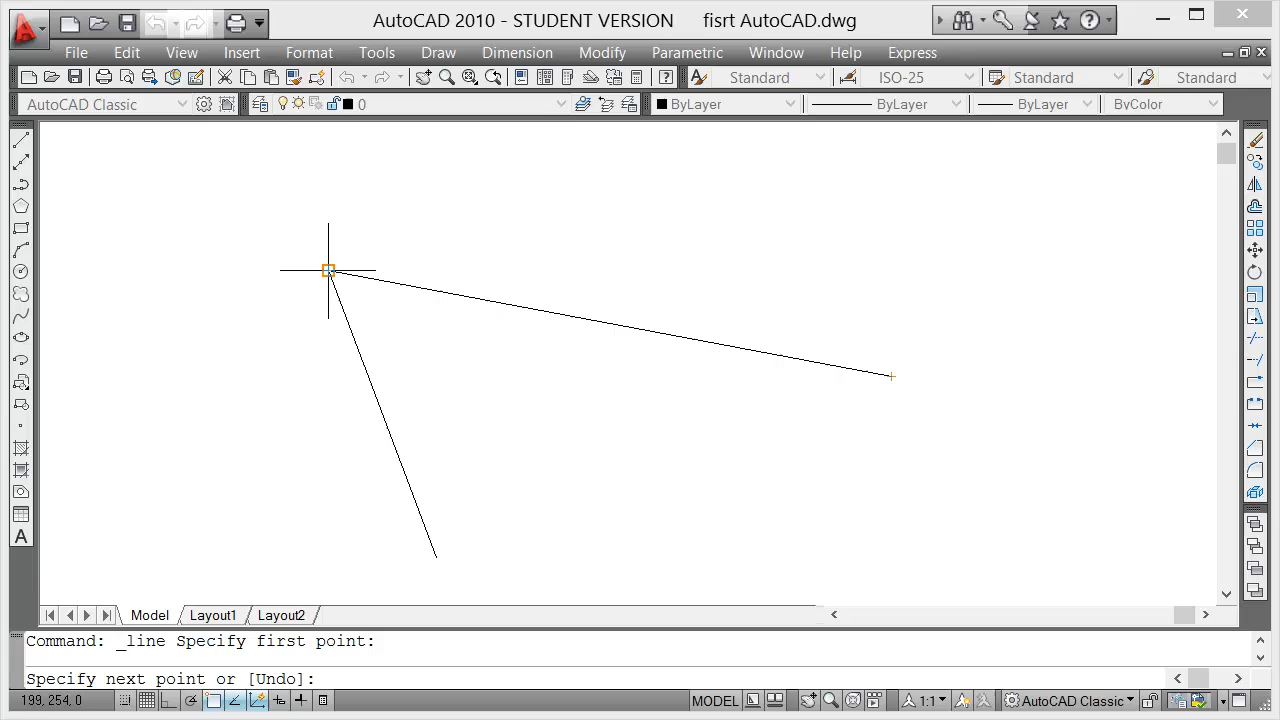 AutoCAD 2010 - STUDENT VERSION fisrt AutoCAD.dwg
File Edit View Insert Format Tools Draw Dimension Modify Parametric Window Help Express
Standard ISO-25 Standard Standard
AutoCAD Classic 0 ByLayer ByLayer ByLayer ByColor
A
Model Layout1 Layout2
Command: _line Specify first point:
Specify next point or [Undo]:
199, 254, 0 MODEL 1:1 AutoCAD Classic